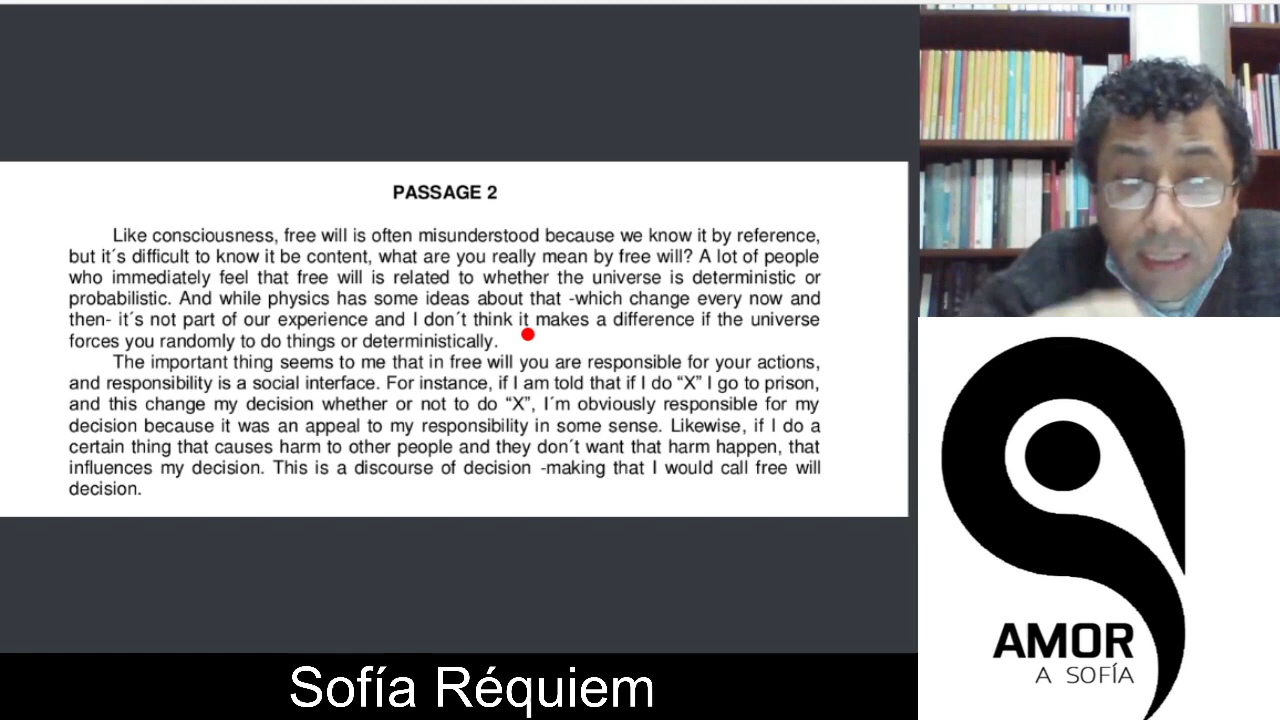 PASSAGE 2
Like consciousness, free will is often misunderstood because we know it by reference,
but it´s difficult to know it be content, what are you really mean by free will? A lot of people
who immediately feel that free will is related to whether the universe is deterministic or
probabilistic. And while physics has some ideas about that -which change every now and
then- it´s not part of our experience and I don´t think it makes a difference if the universe
forces you randomly to do things or deterministically.
The important thing seems to me that in free will you are responsible for your actions,
and responsibility is a social interface. For instance, if I am told that if I do “X” I go to prison,
and this change my decision whether or not to do “X”, I´m obviously responsible for my
decision because it was an appeal to my responsibility in some sense. Likewise, if I do a
certain thing that causes harm to other people and they don´t want that harm happen, that
influences my decision. This is a discourse of decision -making that I would call free will
decision.
AMOR
A SOFÍA
Sofía Réquiem